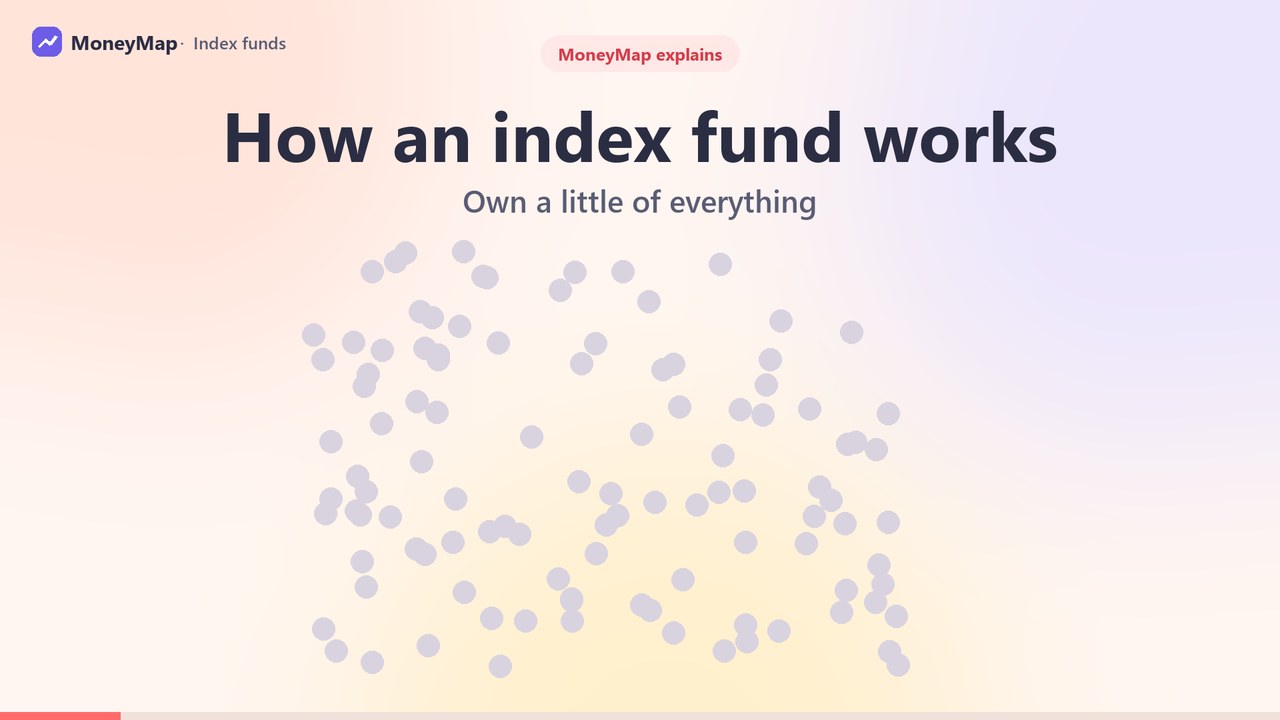 MoneyMap · Index funds
MoneyMap explains
How an index fund works
Own a little of everything